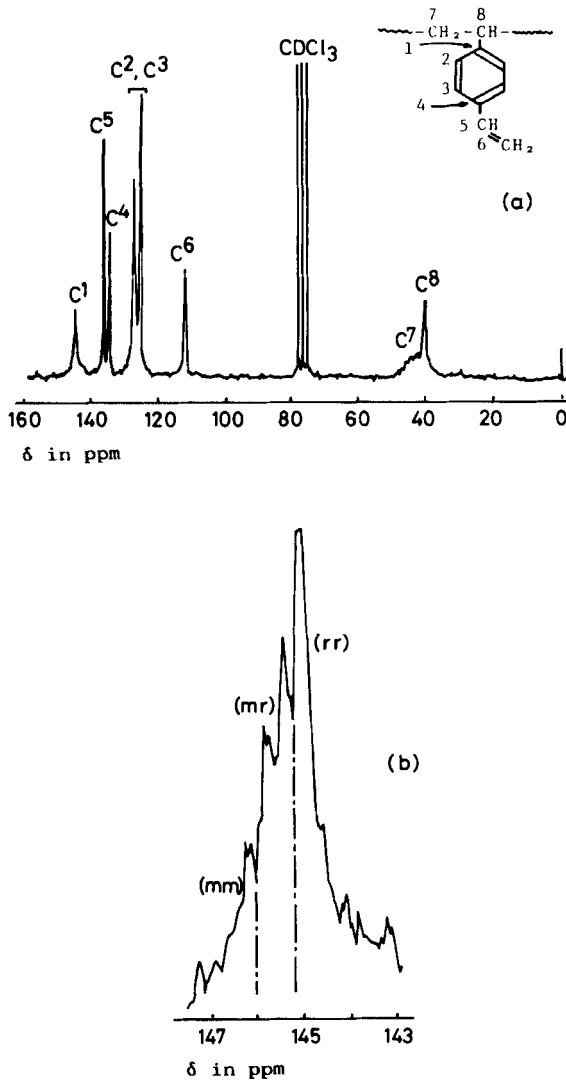 7 8
CH₂-CH
1
2
3
4
5 CH
6 CH₂
CDCl₃
C², C³
C⁵
C⁴
C¹
C⁶
C⁷
C⁸
(a)
160 140 120 100 80 60 40 20 0
δ in ppm
(rr)
(mr)
(mm)
(b)
147 145 143
δ in ppm